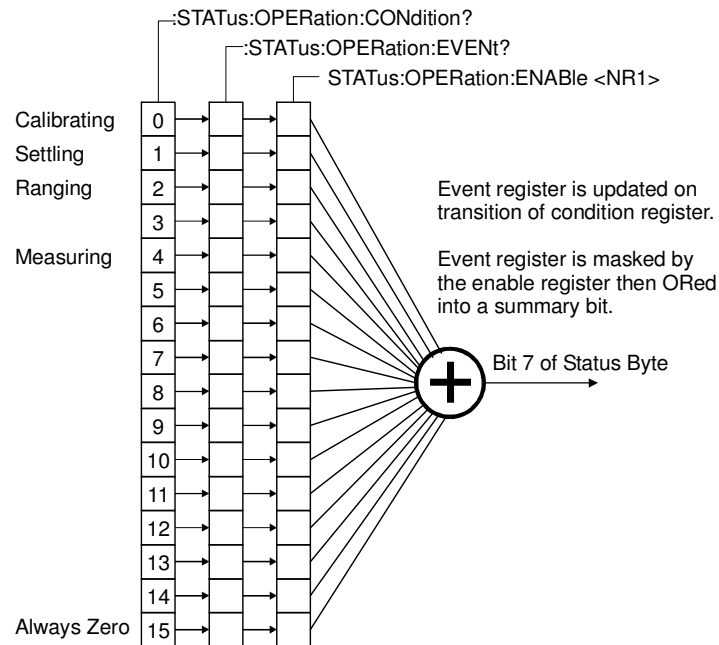 :STATus:OPERation:CONdition?
:STATus:OPERation:EVENt?
STATus:OPERation:ENABle <NR1>
Calibrating 0
Settling 1
Ranging 2
3
Measuring 4
5
6
7
8
9
10
11
12
13
14
Always Zero 15
Event register is updated on
transition of condition register.
Event register is masked by
the enable register then ORed
into a summary bit.
Bit 7 of Status Byte